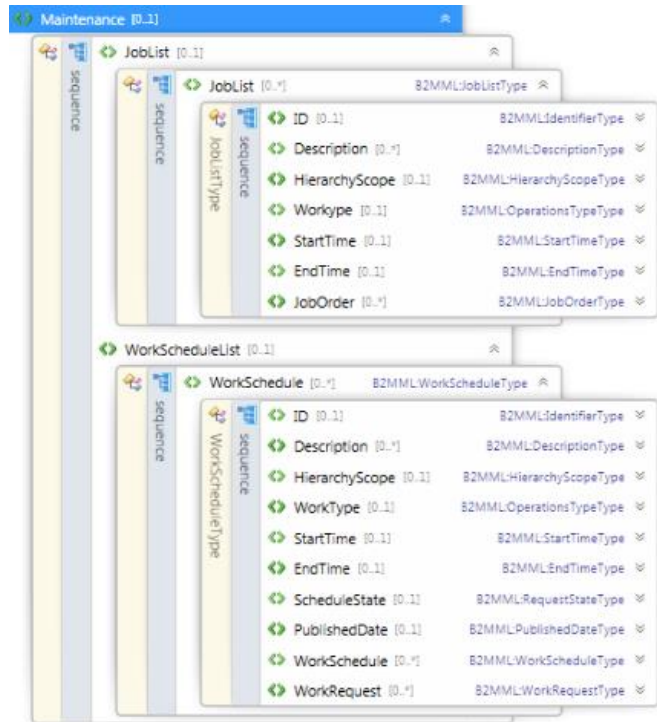 Maintenance [0..1]
sequence
JobList [0..1]
sequence
JobList [0..*] B2MML:JobListType
JobListType
sequence
ID [0..1] B2MML:IdentifierType
Description [0..*] B2MML:DescriptionType
HierarchyScope [0..1] B2MML:HierarchyScopeType
Workype [0..1] B2MML:OperationsTypeType
StartTime [0..1] B2MML:StartTimeType
EndTime [0..1] B2MML:EndTimeType
JobOrder [0..*] B2MML:JobOrderType
WorkScheduleList [0..1]
sequence
WorkSchedule [0..*] B2MML:WorkScheduleType
WorkScheduleType
sequence
ID [0..1] B2MML:IdentifierType
Description [0..*] B2MML:DescriptionType
HierarchyScope [0..1] B2MML:HierarchyScopeType
WorkType [0..1] B2MML:OperationsTypeType
StartTime [0..1] B2MML:StartTimeType
EndTime [0..1] B2MML:EndTimeType
ScheduleState [0..1] B2MML:RequestStateType
PublishedDate [0..1] B2MML:PublishedDateType
WorkSchedule [0..*] B2MML:WorkScheduleType
WorkRequest [0..*] B2MML:WorkRequestType